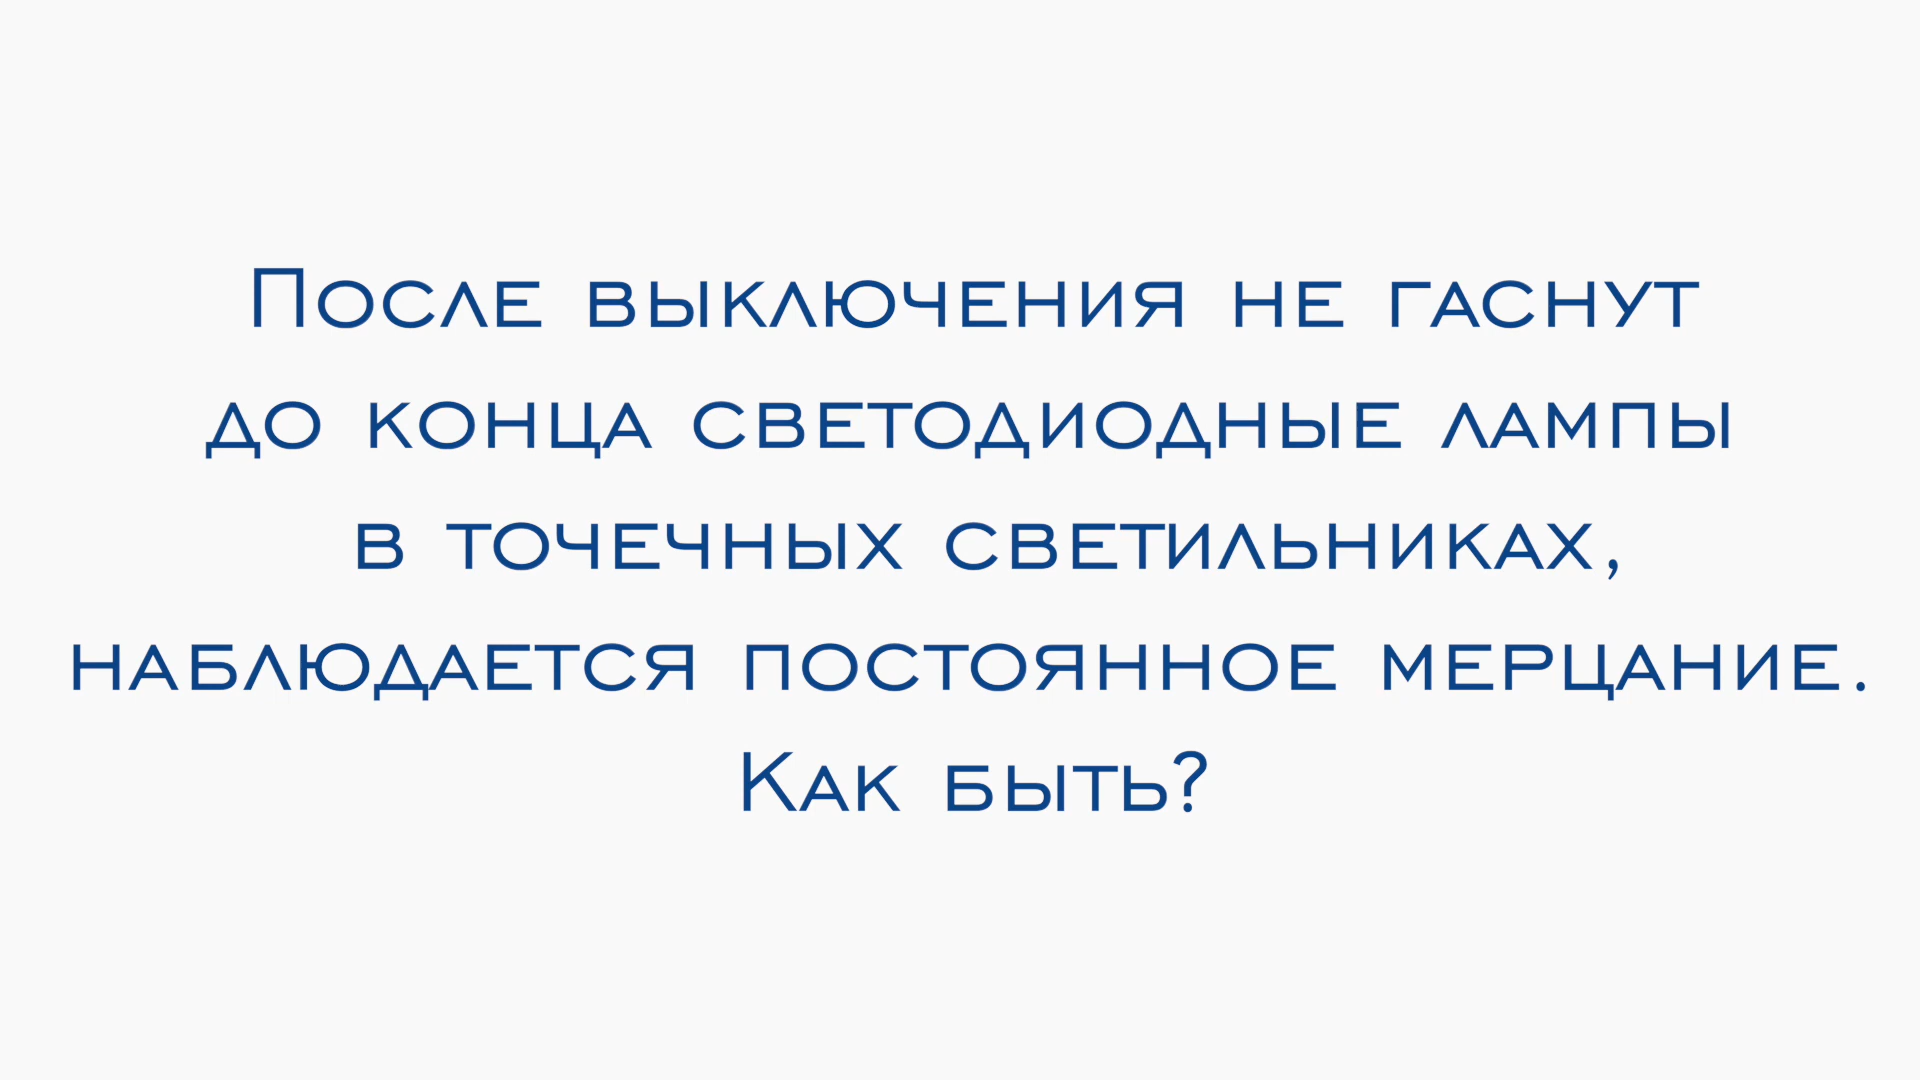 После выключения не гаснут
до конца светодиодные лампы
в точечных светильниках,
наблюдается постоянное мерцание.
Как быть?